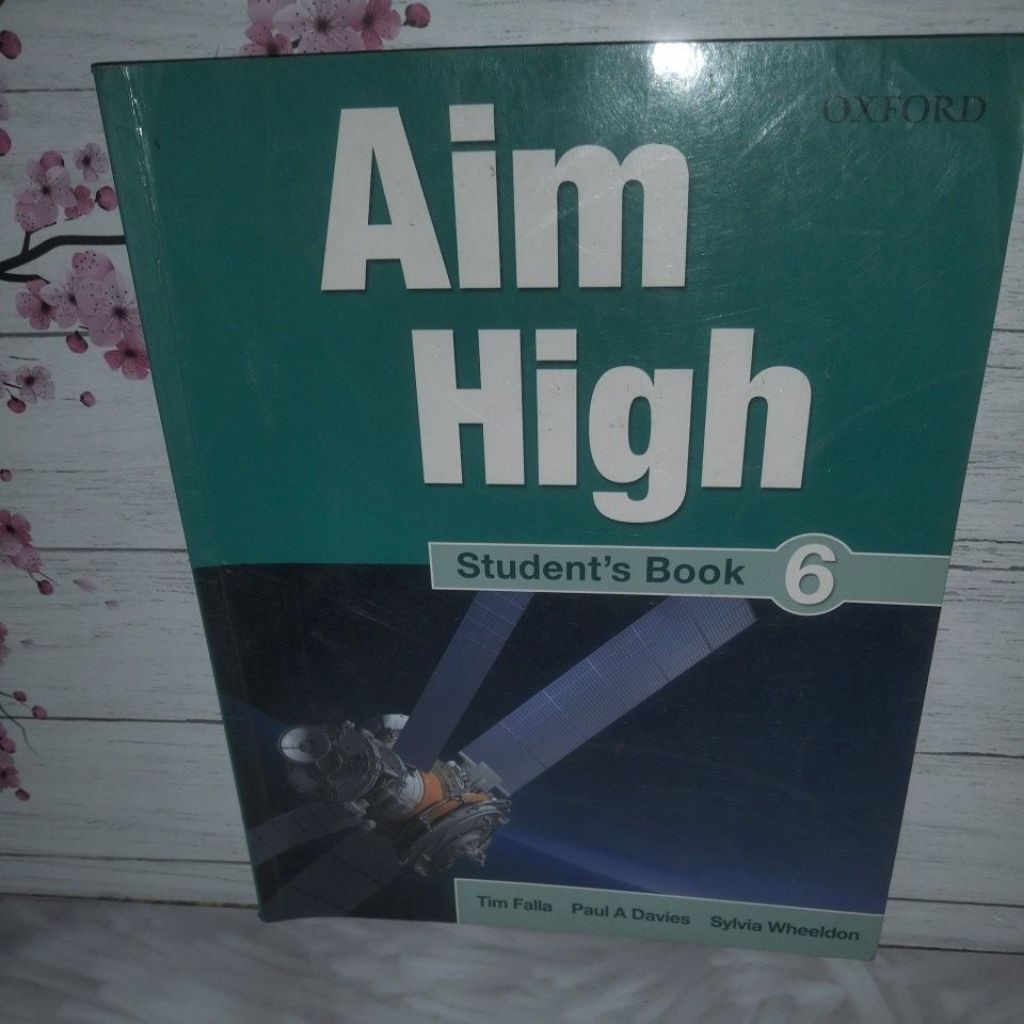 OXFORD
Aim
High
Student's Book 6
Tim Falla Paul A Davies Sylvia Wheeldon